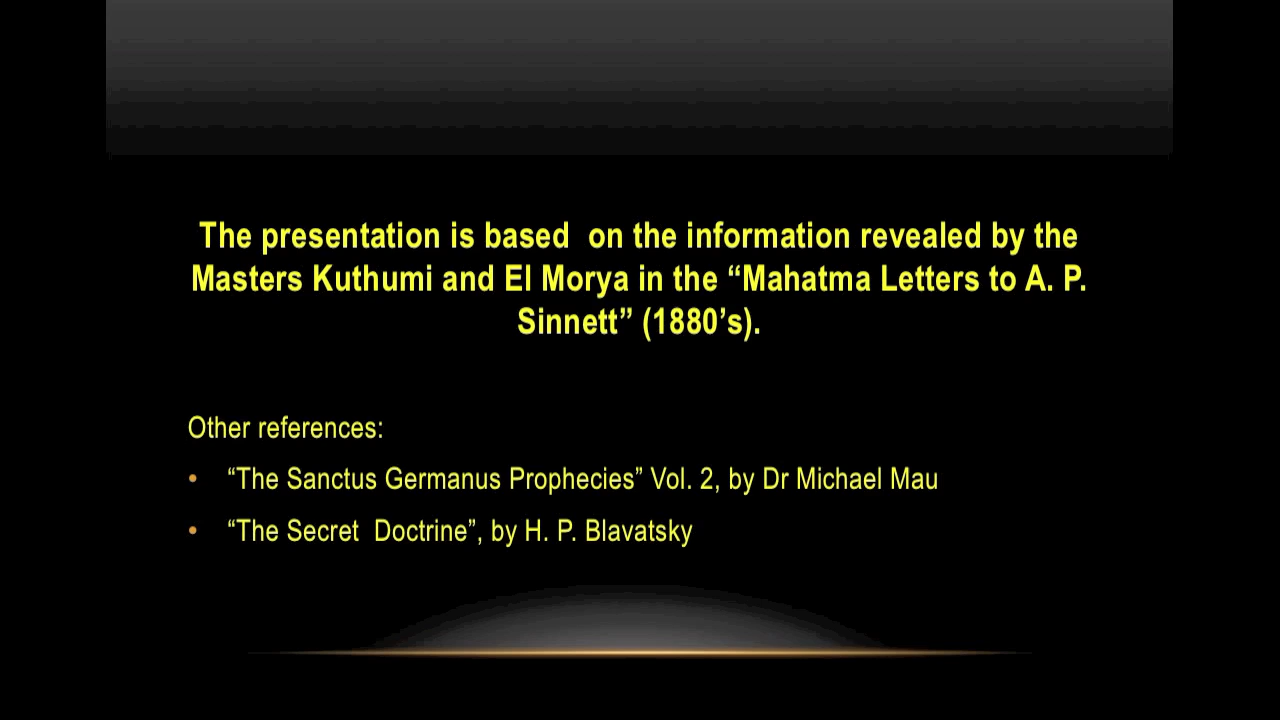 The presentation is based  on the information revealed by the
Masters Kuthumi and El Morya in the “Mahatma Letters to A. P.
Sinnett” (1880’s).
Other references:
• “The Sanctus Germanus Prophecies” Vol. 2, by Dr Michael Mau
• “The Secret  Doctrine”, by H. P. Blavatsky